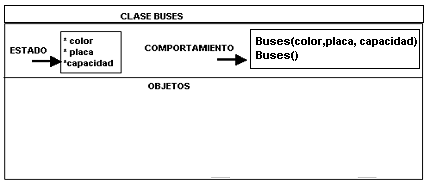 CLASE BUSES
ESTADO
* color
* placa
*capacidad
COMPORTAMIENTO
Buses(color,placa, capacidad)
Buses()
OBJETOS